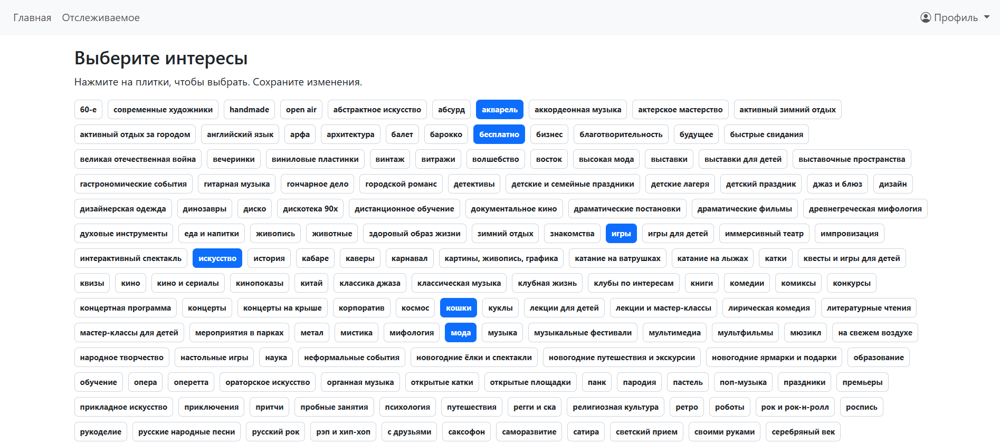 Главная Отслеживаемое Профиль
Выберите интересы
Нажмите на плитки, чтобы выбрать. Сохраните изменения.
60-е современные художники handmade open air абстрактное искусство абсурд акварель аккордеонная музыка актерское мастерство активный зимний отдых
активный отдых за городом английский язык арфа архитектура балет барокко бесплатно бизнес благотворительность будущее быстрые свидания
великая отечественная война вечеринки виниловые пластинки винтаж витражи волшебство восток высокая мода выставки выставки для детей выставочные пространства
гастрономические события гитарная музыка гончарное дело городской романс детективы детские и семейные праздники детские лагеря детский праздник джаз и блюз дизайн
дизайнерская одежда динозавры диско дискотека 90х дистанционное обучение документальное кино драматические постановки драматические фильмы древнегреческая мифология
духовые инструменты еда и напитки живопись животные здоровый образ жизни зимний отдых знакомства игры игры для детей иммерсивный театр импровизация
интерактивный спектакль искусство история кабаре каверы карнавал картины, живопись, графика катание на ватрушках катание на лыжах катки квесты и игры для детей
квизы кино кино и сериалы кинопоказы китай классика джаза классическая музыка клубная жизнь клубы по интересам книги комедии комиксы конкурсы
концертная программа концерты концерты на крыше корпоратив космос кошки куклы лекции для детей лекции и мастер-классы лирическая комедия литературные чтения
мастер-классы для детей мероприятия в парках метал мистика мифология мода музыка музыкальные фестивали мультимедиа мультфильмы мюзикл на свежем воздухе
народное творчество настольные игры наука неформальные события новогодние ёлки и спектакли новогодние путешествия и экскурсии новогодние ярмарки и подарки образование
обучение опера оперетта ораторское искусство органная музыка открытые катки открытые площадки панк пародия пастель поп-музыка праздники премьеры
прикладное искусство приключения притчи пробные занятия психология путешествия регги и ска религиозная культура ретро роботы рок и рок-н-ролл роспись
рукоделие русские народные песни русский рок рэп и хип-хоп с друзьями саксофон саморазвитие сатира светский прием своими руками серебряный век